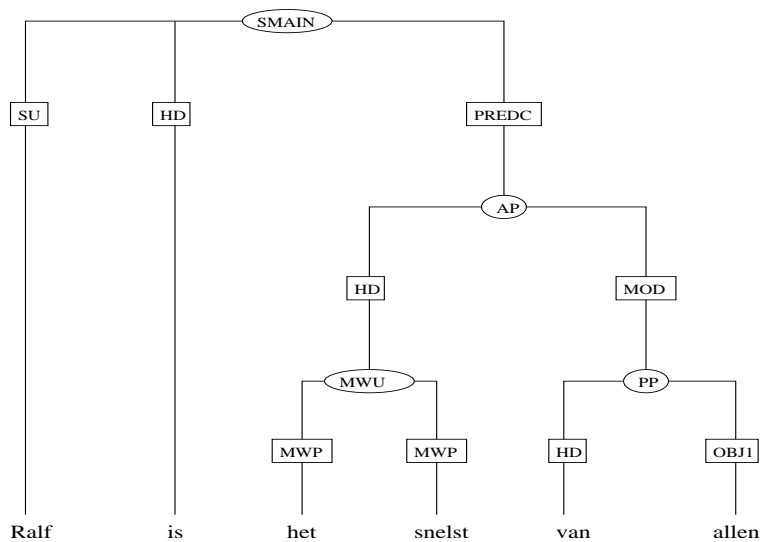 SMAIN
SU HD PREDC
AP
HD MOD
MWU PP
MWP MWP HD OBJ1
Ralf is het snelst van allen